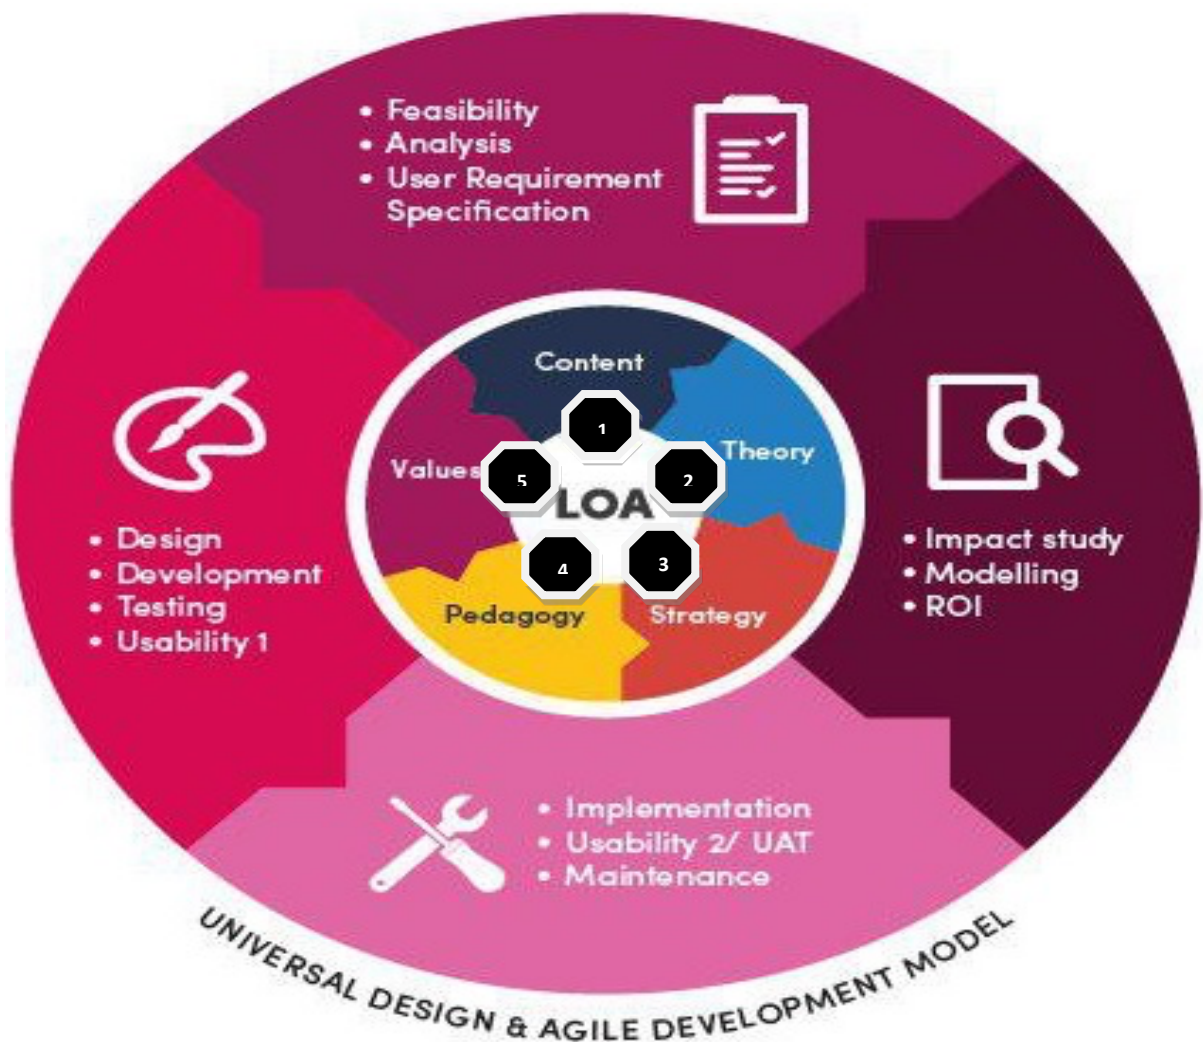 • Feasibility
• Analysis
• User Requirement
Specification
Content
Theory
Values
1
2
5
LOA
3
4
Pedagogy
Strategy
• Design
• Development
• Testing
• Usability 1
• Impact study
• Modelling
• ROI
• Implementation
• Usability 2/ UAT
• Maintenance
UNIVERSAL DESIGN & AGILE DEVELOPMENT MODEL